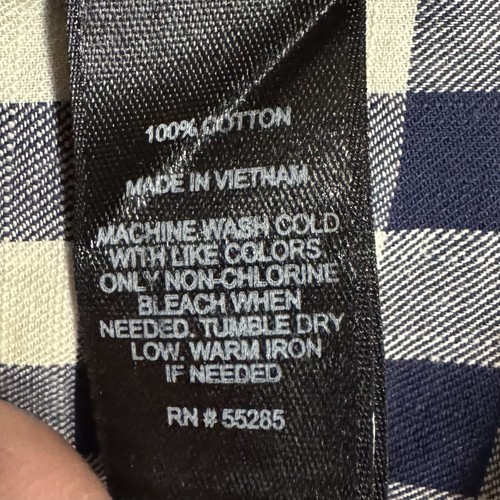 100% COTTON
MADE IN VIETNAM
MACHINE WASH COLD
WITH LIKE COLORS
ONLY NON-CHLORINE
BLEACH WHEN
NEEDED. TUMBLE DRY
LOW. WARM IRON
IF NEEDED
RN # 55285